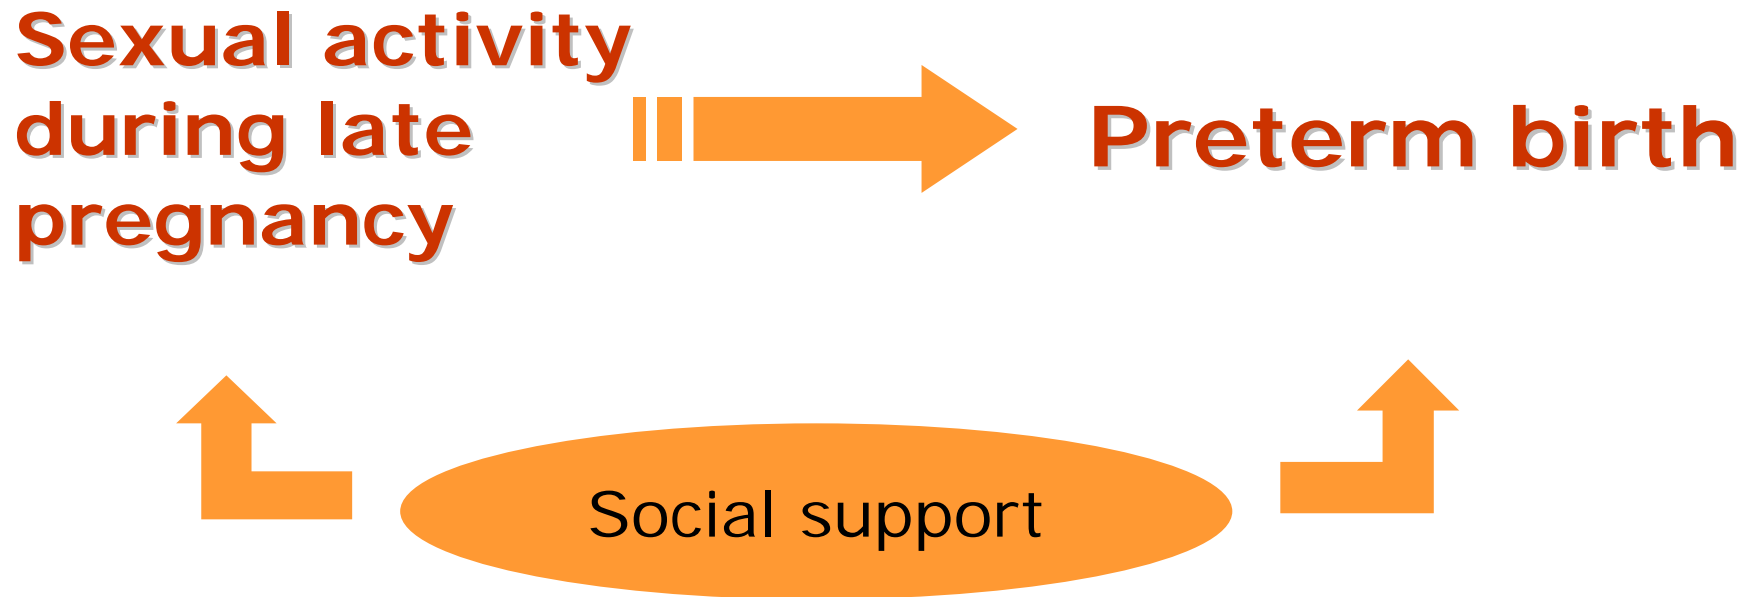 Sexual activity
during late
pregnancy
Preterm birth
Social support